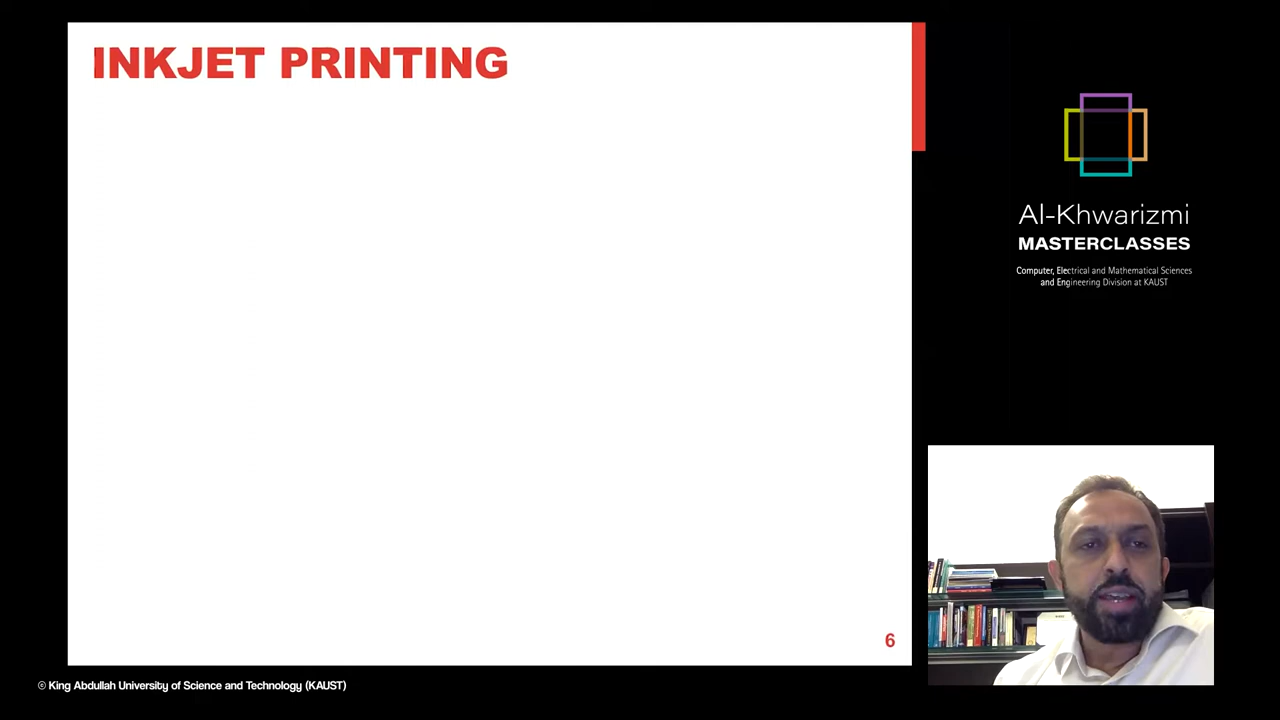 INKJET PRINTING
6
Al-Khwarizmi
MASTERCLASSES
Computer, Electrical and Mathematical Sciences
and Engineering Division at KAUST
© King Abdullah University of Science and Technology (KAUST)